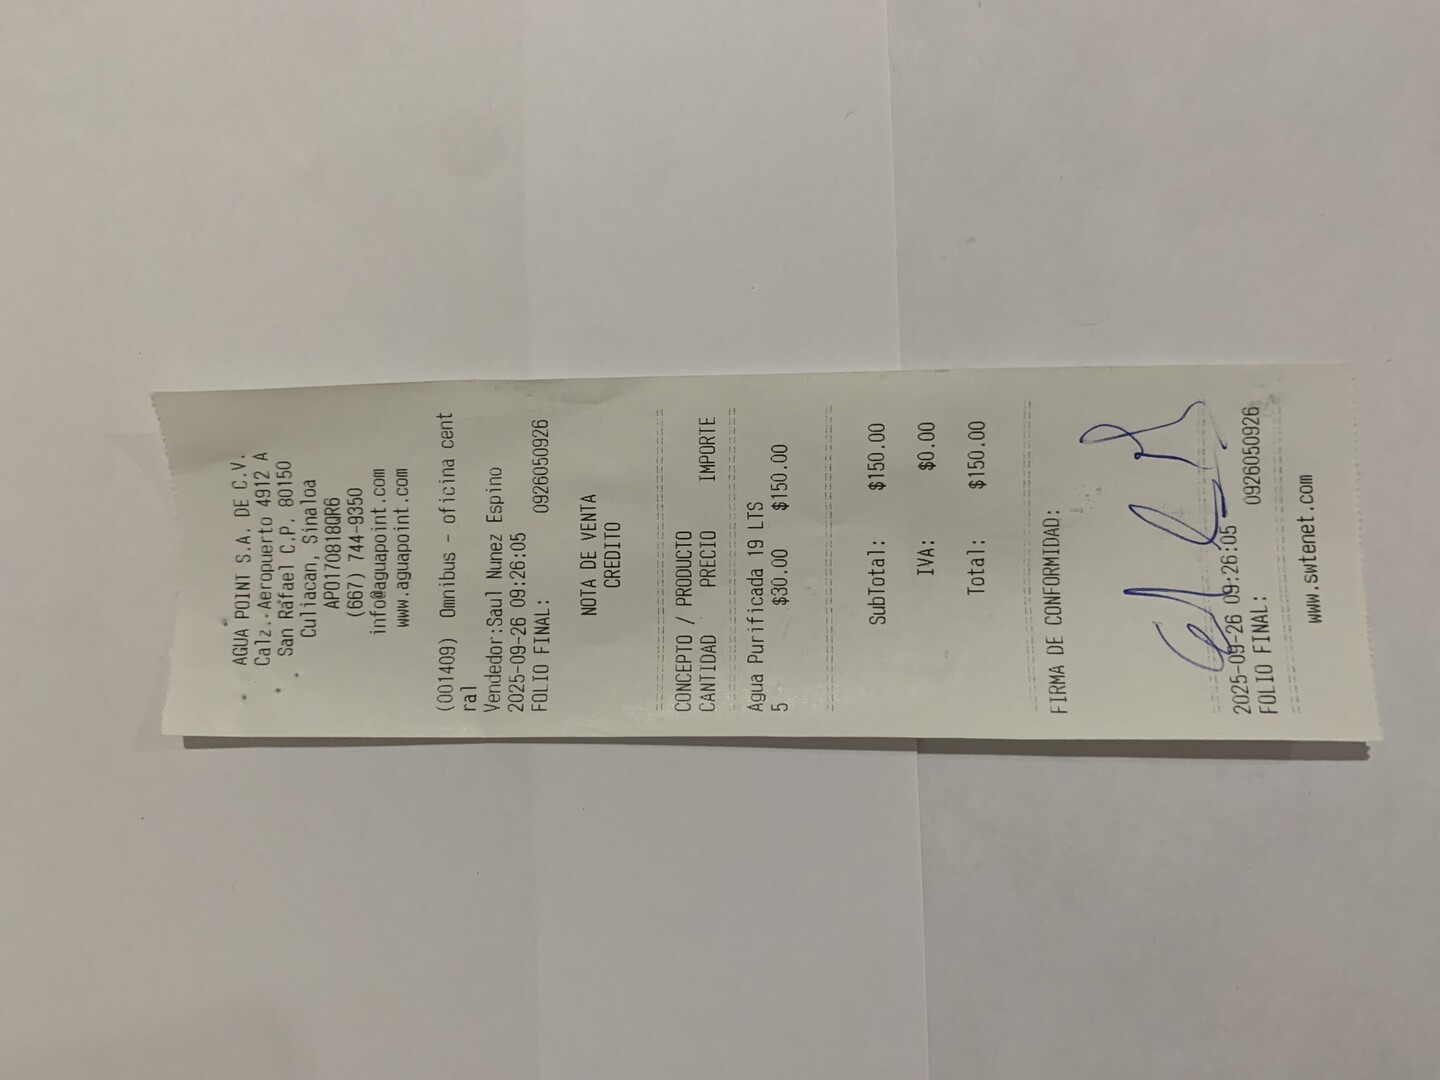 AGUA POINT S.A. DE C.V.
Calz. Aeropuerto 4912 A
San Rafael C.P. 80150
Culiacan, Sinaloa
APO170818QR6
(667) 744-9350
info@aguapoint.com
www.aguapoint.com
(001409) Omnibus - oficina cent
ral
Vendedor:Saul Nunez Espino
2025-09-26 09:26:05
FOLIO FINAL: 0926050926
NOTA DE VENTA
CREDITO
CONCEPTO / PRODUCTO
CANTIDAD PRECIO IMPORTE
Agua Purificada 19 LTS
5 $30.00 $150.00
SubTotal: $150.00
IVA: $0.00
Total: $150.00
FIRMA DE CONFORMIDAD:
2025-09-26 09:26:05
FOLIO FINAL: 0926050926
www.swtenet.com